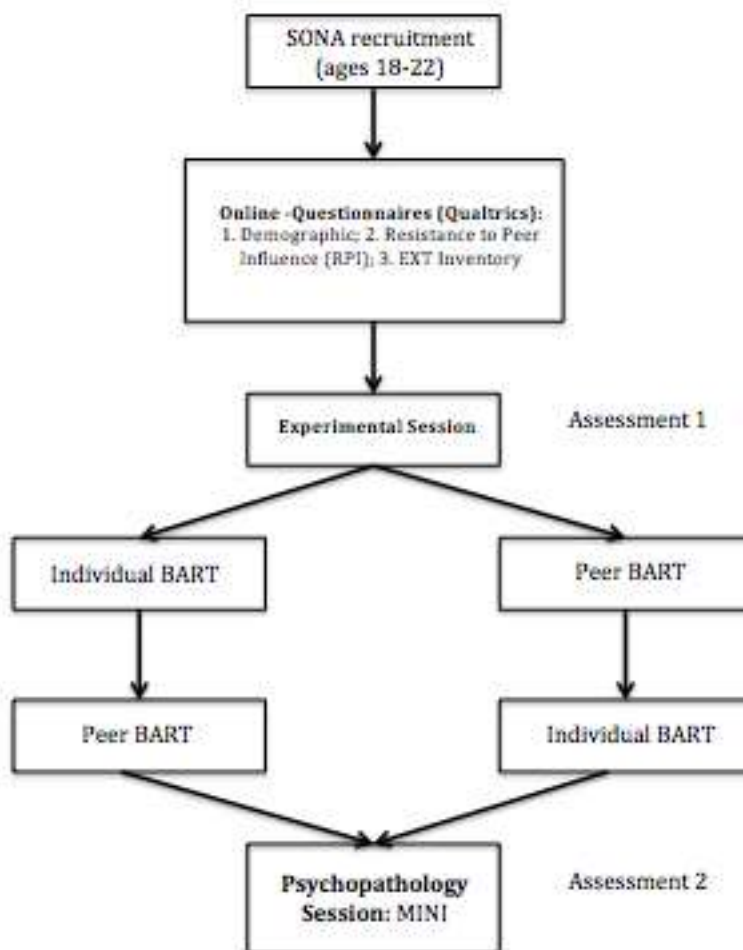 SONA recruitment
(ages 18-22)
Online -Questionnaires (Qualtrics):
1. Demographic; 2. Resistance to Peer
Influence (RPI); 3. EXT Inventory
Experimental Session
Assessment 1
Individual BART
Peer BART
Peer BART
Individual BART
Psychopathology
Session: MINI
Assessment 2